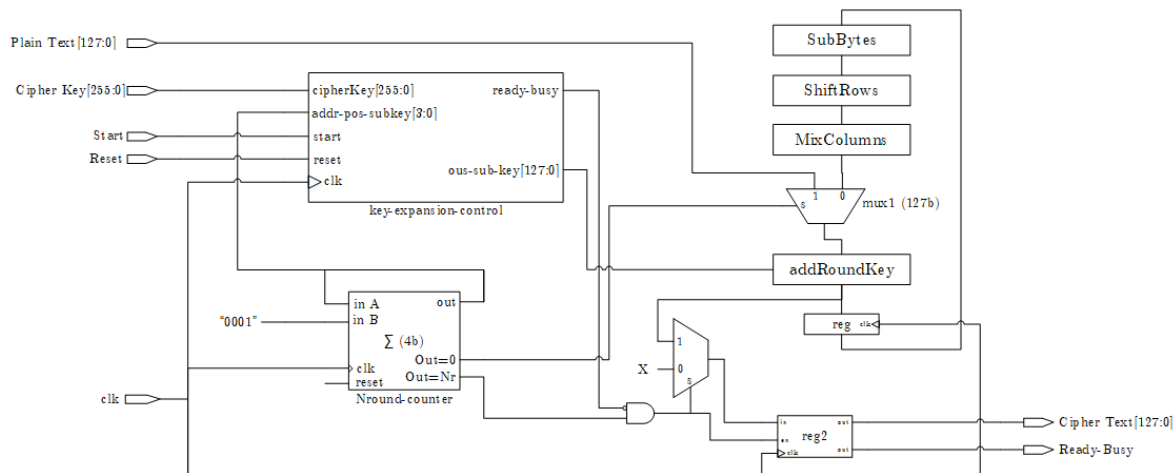 Plain Text[127:0]
Cipher Key[255:0]
Start
Reset
clk
cipherKey[255:0]
addr-pos-subkey[3:0]
start
reset
clk
ready-busy
ous-sub-key[127:0]
key-expansion-control
"0001"
in A
in B
∑ (4b)
clk
reset
out
Out=0
Out=Nr
Nround-counter
SubBytes
ShiftRows
MixColumns
1 0
s
mux1 (127b)
addRoundKey
reg clk
1
0
s
X
in
en
clk
reg2
out
out
Cipher Text[127:0]
Ready-Busy